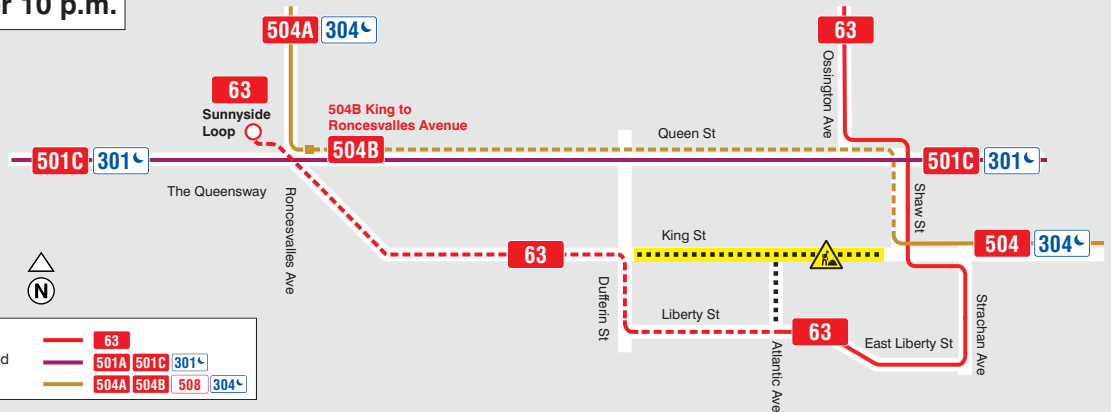 r 10 p.m.
504A 304
63
63
Sunnyside
Loop
504B King to
Roncesvalles Avenue
504B
Ossington Ave
Queen St
501C 301
501C 301
The Queensway
Roncesvalles Ave
Shaw St
King St
504 304
63
N
Dufferin St
Liberty St
63
East Liberty St
Strachan Ave
Atlantic Ave
63
d
501A 501C 301
504A 504B 508 304